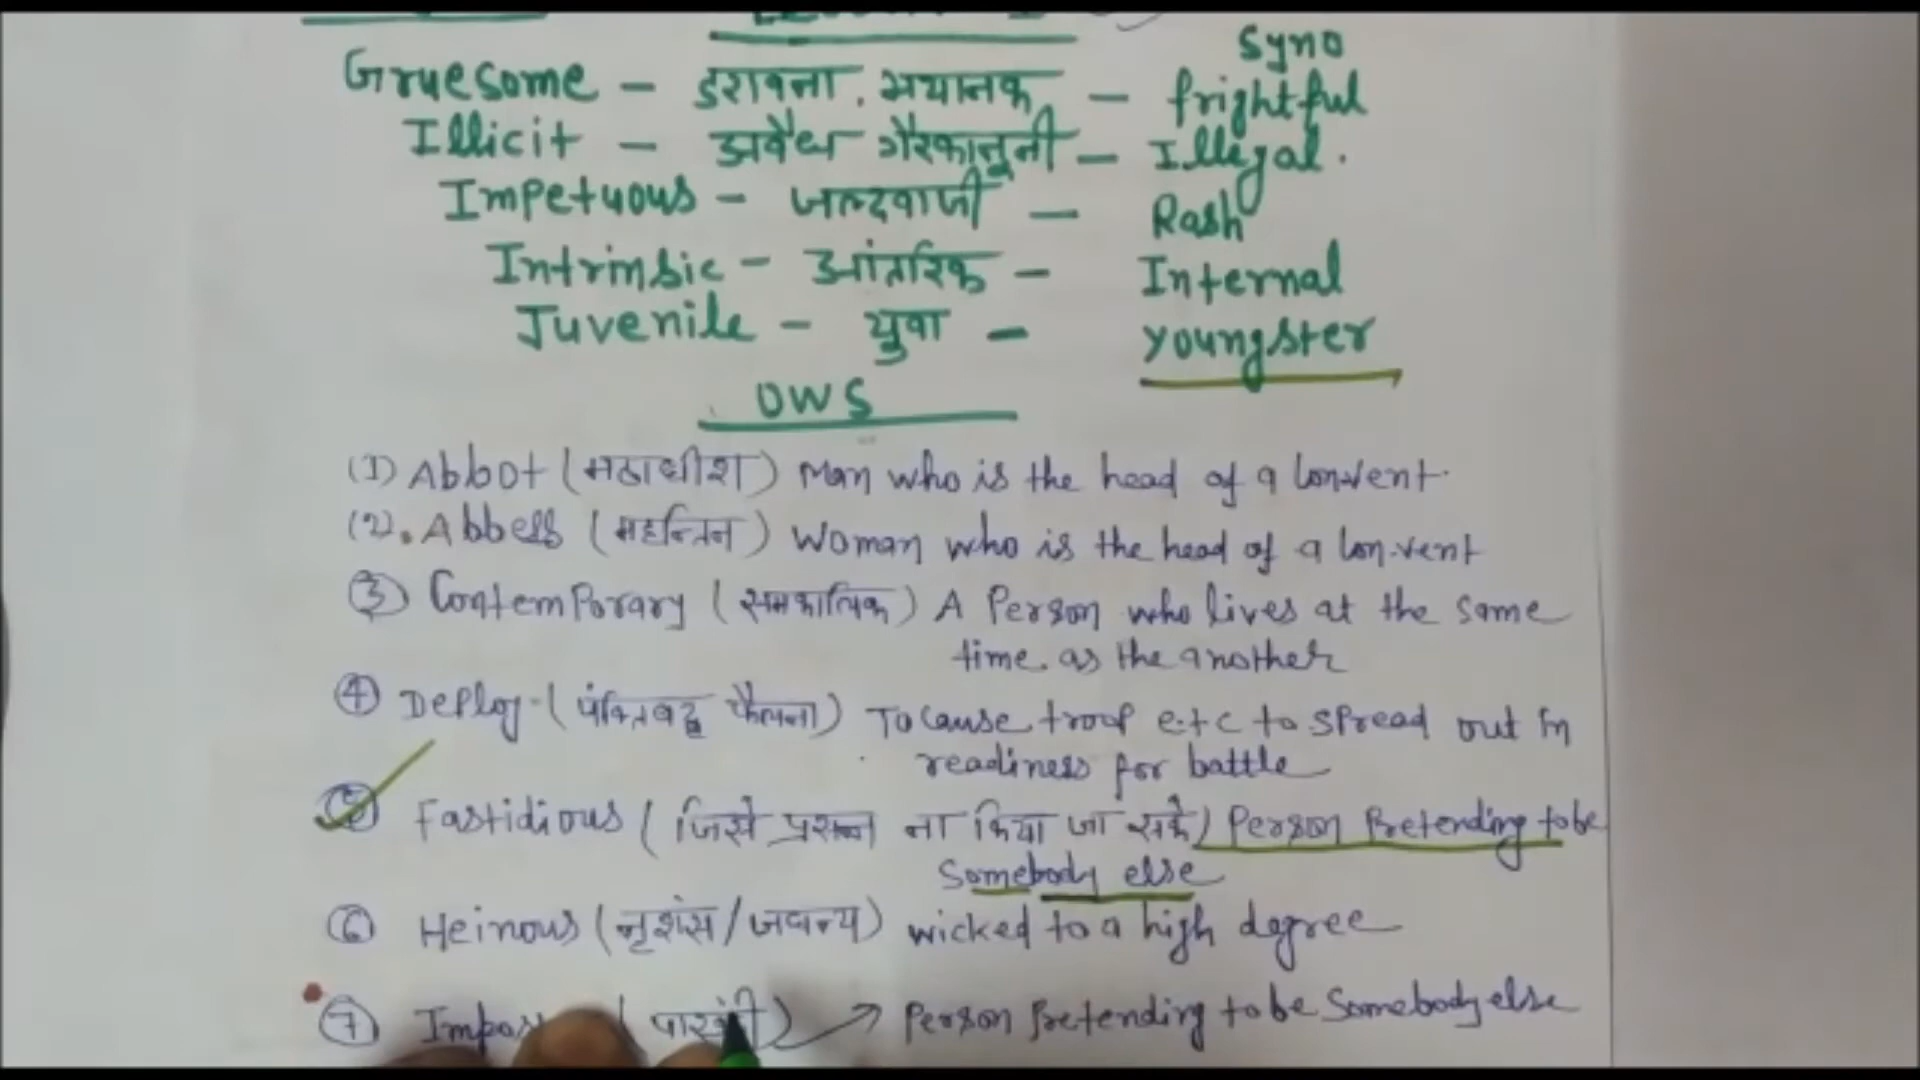 Syno
Gruesome - डरावना, भयानक - frightful
Illicit - अवैध गैरकानूनी - Illegal.
Impetuous - जल्दवाजी - Rash
Intrinsic - आंतरिक - Internal
Juvenile - युवा - youngster
OWS
(1) Abbot (मठाधीश) Man who is the head of a Convent.
(2). Abbess (महन्तिन) Woman who is the head of a Convent
(3) Contemporary (समकालिक) A Person who lives at the same
time as the another
(4) Deploy - (पंक्तिबद्ध फैलना) To cause troop etc to spread out in
readiness for battle
(5) Fastidious (जिसे प्रसन्न ना किया जा सके) Person Pretending to be
Somebody else
(6) Heinous (नृशंस/जघन्य) wicked to a high degree
(7) (पाखंडी) → Person Pretending to be Somebody else